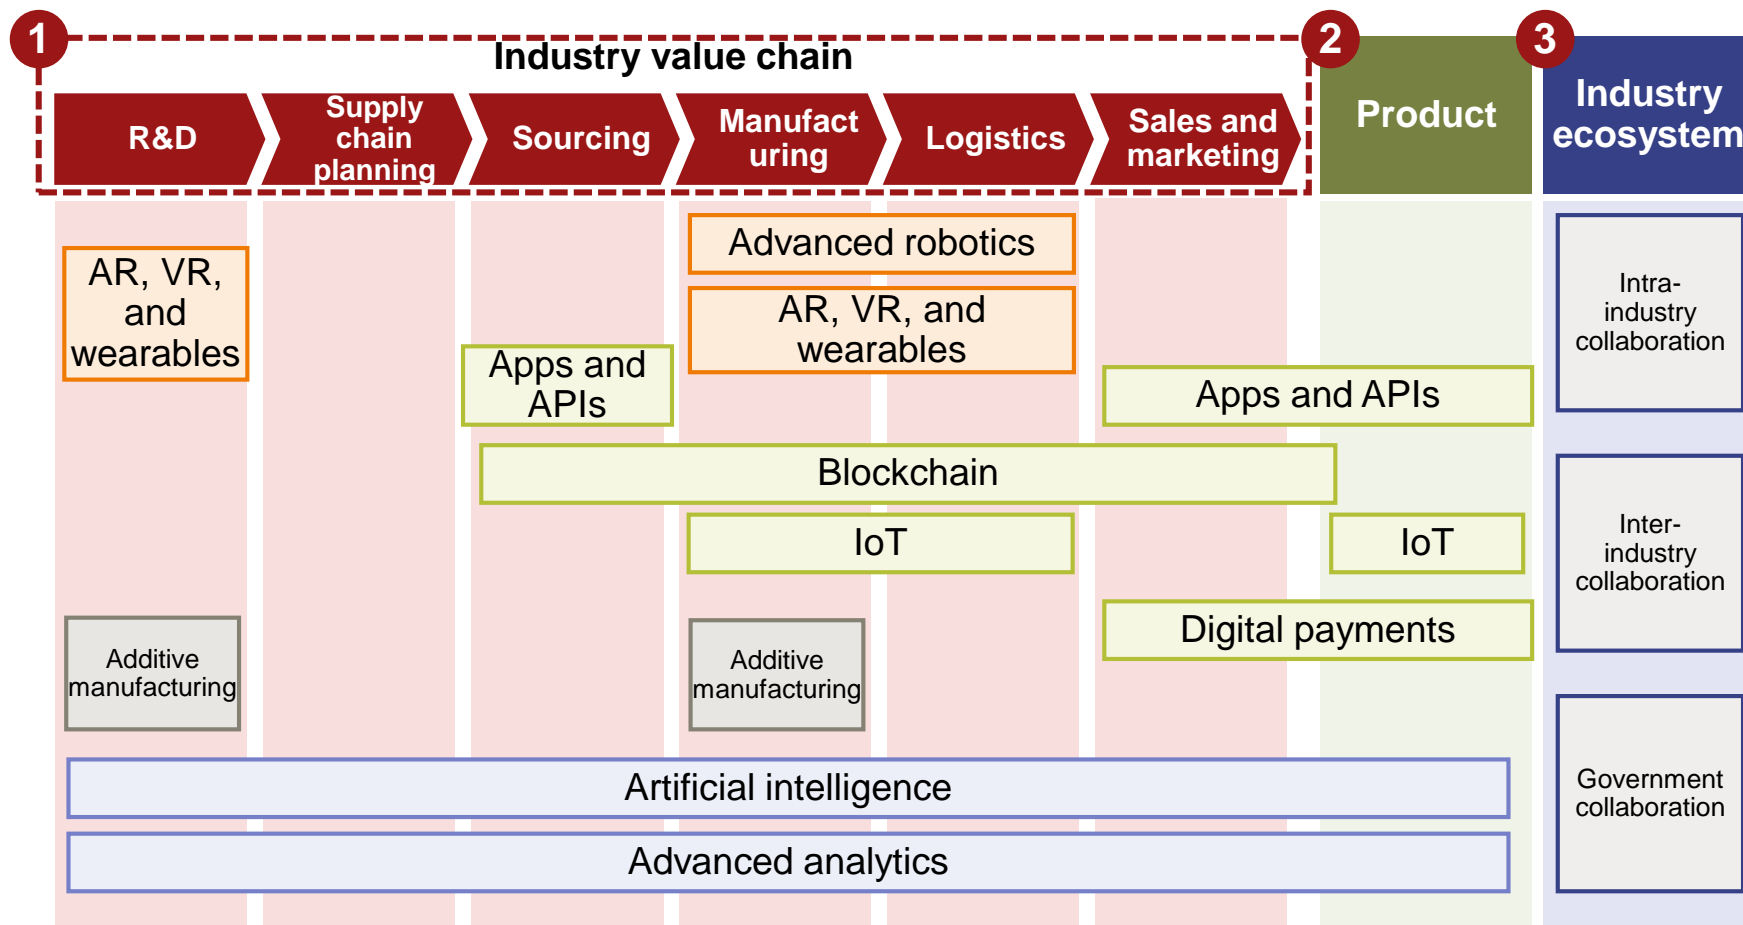 1
Industry value chain
2
3
R&D
Supply
chain
planning
Sourcing
Manufact
uring
Logistics
Sales and
marketing
Product
Industry
ecosystem
AR, VR,
and
wearables
Advanced robotics
AR, VR, and
wearables
Apps and
APIs
Apps and APIs
Blockchain
IoT
IoT
Digital payments
Additive
manufacturing
Additive
manufacturing
Artificial intelligence
Advanced analytics
Intra-
industry
collaboration
Inter-
industry
collaboration
Government
collaboration